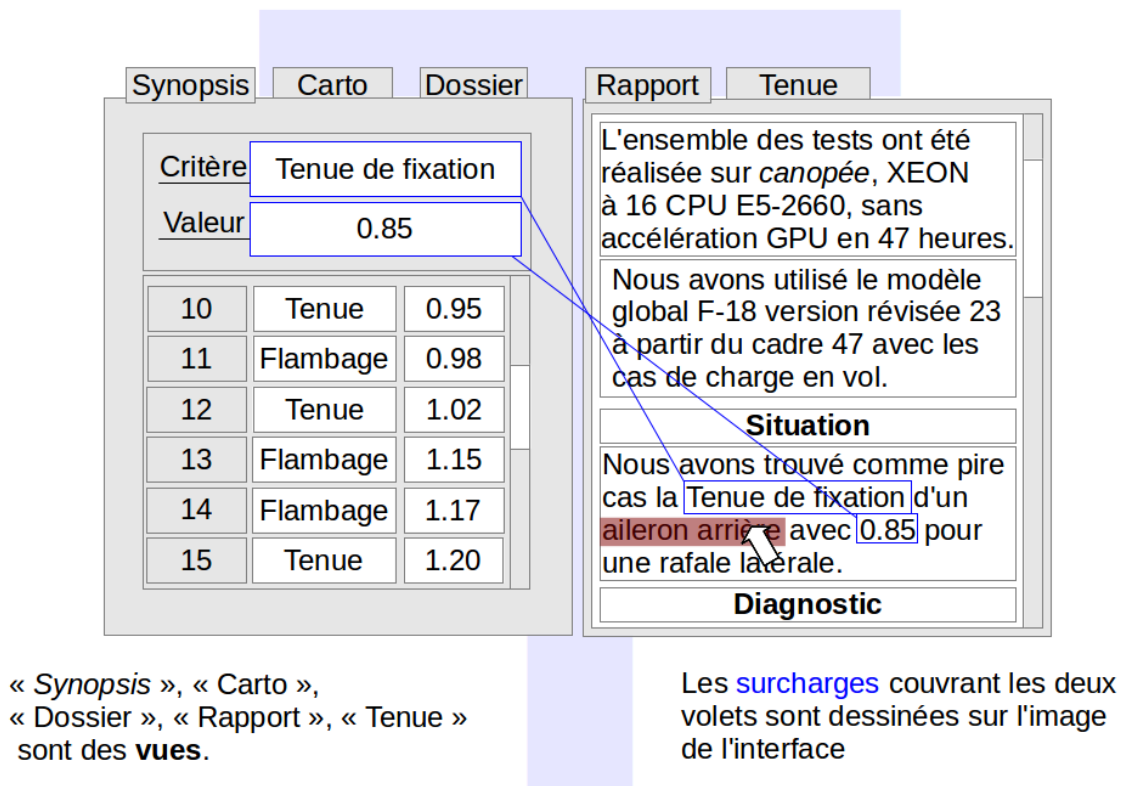 Synopsis Carto Dossier
Critère Tenue de fixation
Valeur 0.85
10 Tenue 0.95
11 Flambage 0.98
12 Tenue 1.02
13 Flambage 1.15
14 Flambage 1.17
15 Tenue 1.20
Rapport Tenue
L'ensemble des tests ont été
réalisée sur canopée, XEON
à 16 CPU E5-2660, sans
accélération GPU en 47 heures.
Nous avons utilisé le modèle
global F-18 version révisée 23
à partir du cadre 47 avec les
cas de charge en vol.
Situation
Nous avons trouvé comme pire
cas la Tenue de fixation d'un
aileron arrière avec 0.85 pour
une rafale latérale.
Diagnostic
« Synopsis », « Carto »,
« Dossier », « Rapport », « Tenue »
sont des vues.
Les surcharges couvrant les deux
volets sont dessinées sur l'image
de l'interface